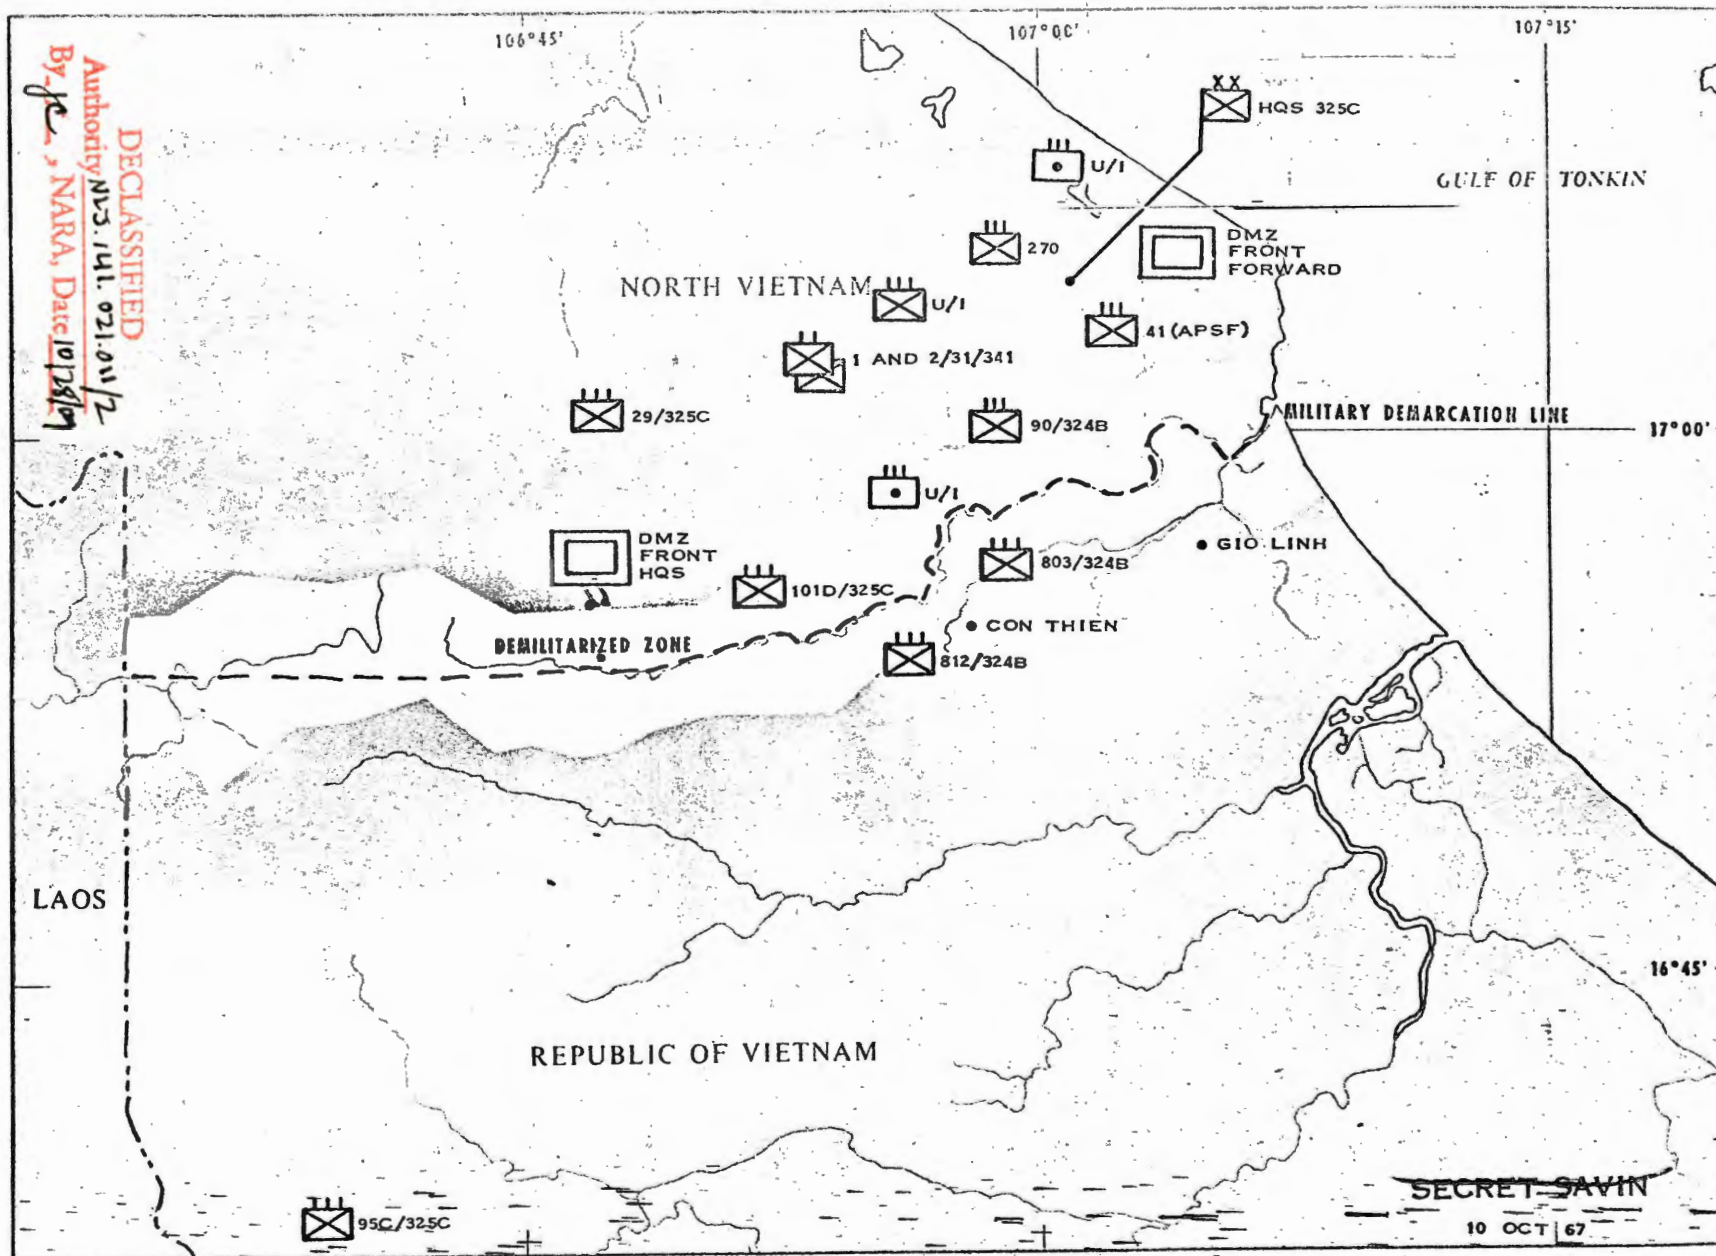 106°45'
107°00'
107°15'
DECLASSIFIED
Authority NLJ.141.021.011/2
By JC, NARA, Date 10/28/09
XX
HQS 325C
U/I
GULF OF TONKIN
270
DMZ
FRONT
FORWARD
NORTH VIETNAM
U/I
41 (APSF)
1 AND 2/31/341
29/325C
90/324B
MILITARY DEMARCATION LINE
17°00'
U/I
DMZ
FRONT
HQS
GIO LINH
803/324B
101D/325C
CON THIEN
DEMILITARIZED ZONE
812/324B
LAOS
16°45'
REPUBLIC OF VIETNAM
SECRET SAVIN
10 OCT 67
95C/325C